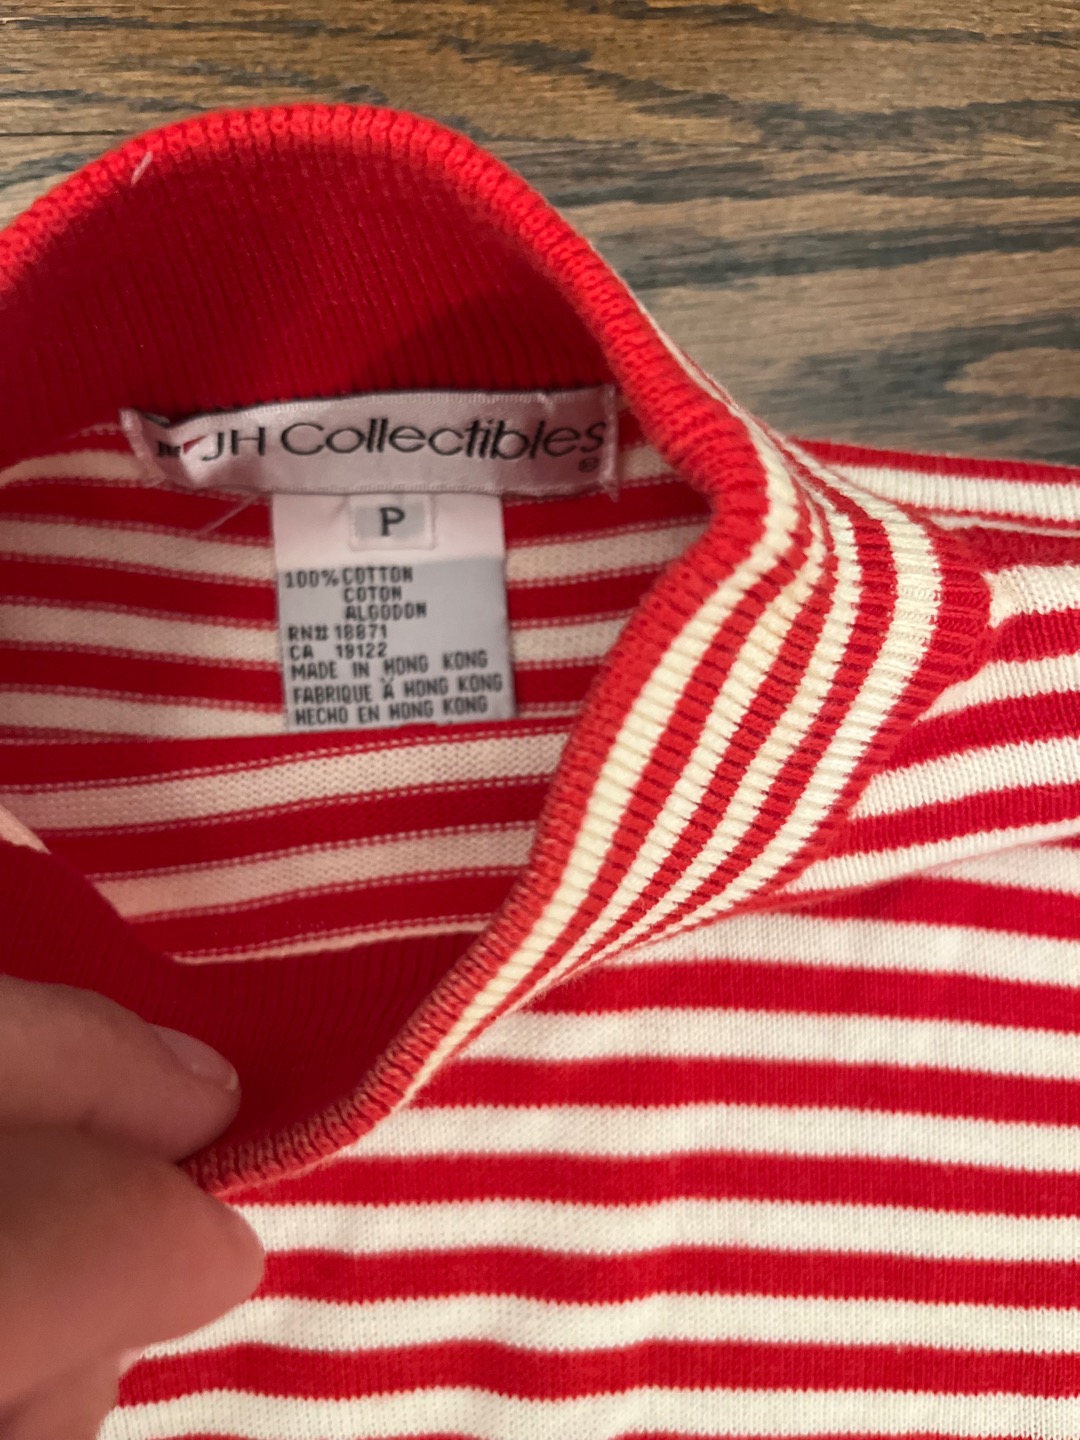 JH Collectibles
P
100% COTTON
COTON
ALGODON
RN# 18871
CA 19122
MADE IN HONG KONG
FABRIQUE À HONG KONG
HECHO EN HONG KONG